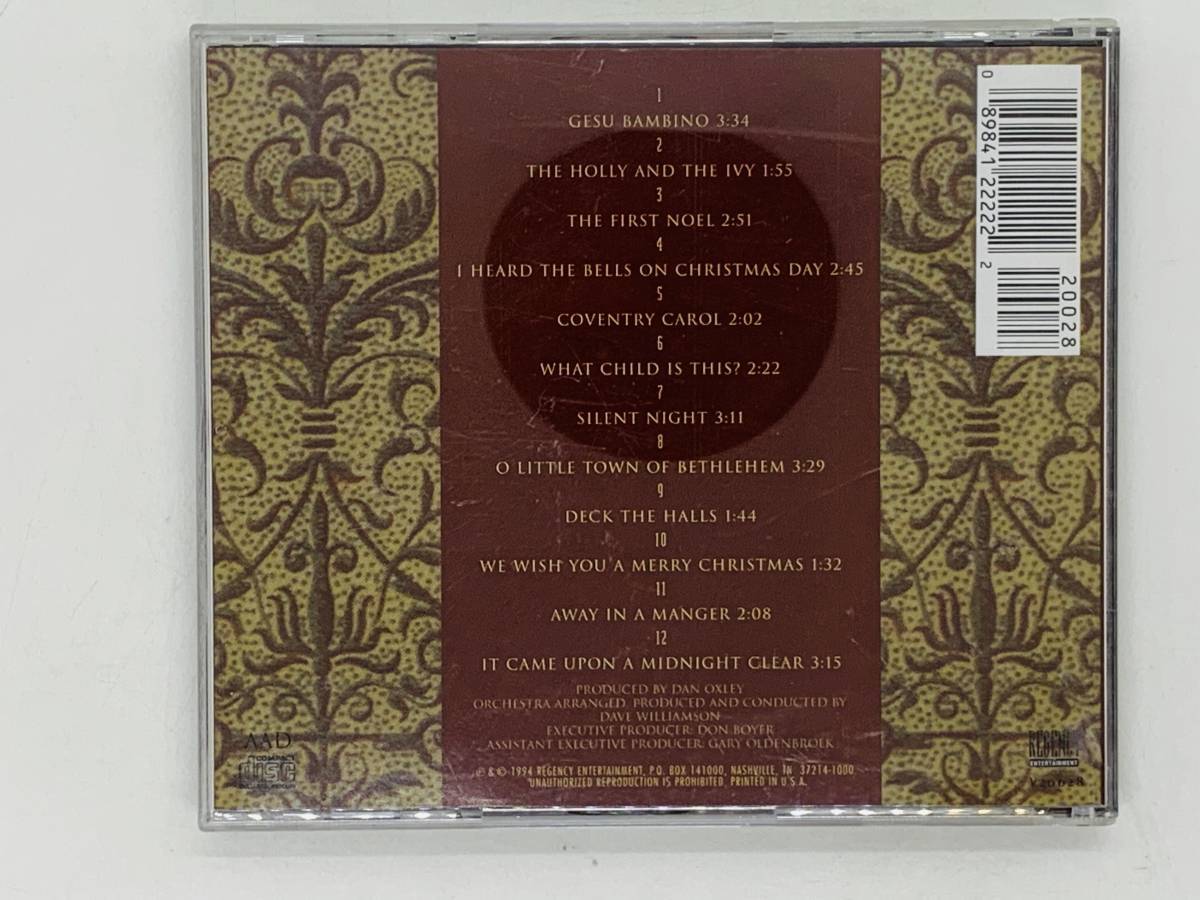 1
GESU BAMBINO 3:34
2
THE HOLLY AND THE IVY 1:55
3
THE FIRST NOEL 2:51
4
I HEARD THE BELLS ON CHRISTMAS DAY 2:45
5
COVENTRY CAROL 2:02
6
WHAT CHILD IS THIS? 2:22
7
SILENT NIGHT 3:11
8
O LITTLE TOWN OF BETHLEHEM 3:29
9
DECK THE HALLS 1:44
10
WE WISH YOU A MERRY CHRISTMAS 1:32
11
AWAY IN A MANGER 2:08
12
IT CAME UPON A MIDNIGHT CLEAR 3:15
PRODUCED BY DAN OXLEY
ORCHESTRA ARRANGED, PRODUCED AND CONDUCTED BY
DAVE WILLIAMSON
EXECUTIVE PRODUCER: DON BOYER
ASSISTANT EXECUTIVE PRODUCER: GARY OLDENBROEK
℗ & © 1994 REGENCY ENTERTAINMENT, P.O. BOX 141000, NASHVILLE, TN 37214-1000
UNAUTHORIZED REPRODUCTION IS PROHIBITED. PRINTED IN U.S.A.
AAD
COMPACT
disc
0 89841 22222 2
20028
REGENCY
ENTERTAINMENT